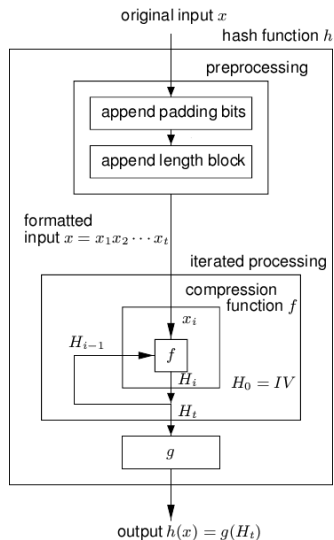 original input x
hash function h
preprocessing
append padding bits
append length block
formatted
input x = x₁x₂ ⋯ xₜ
iterated processing
compression
function f
xᵢ
Hᵢ₋₁
f
Hᵢ
H₀ = IV
Hₜ
g
output h(x) = g(Hₜ)